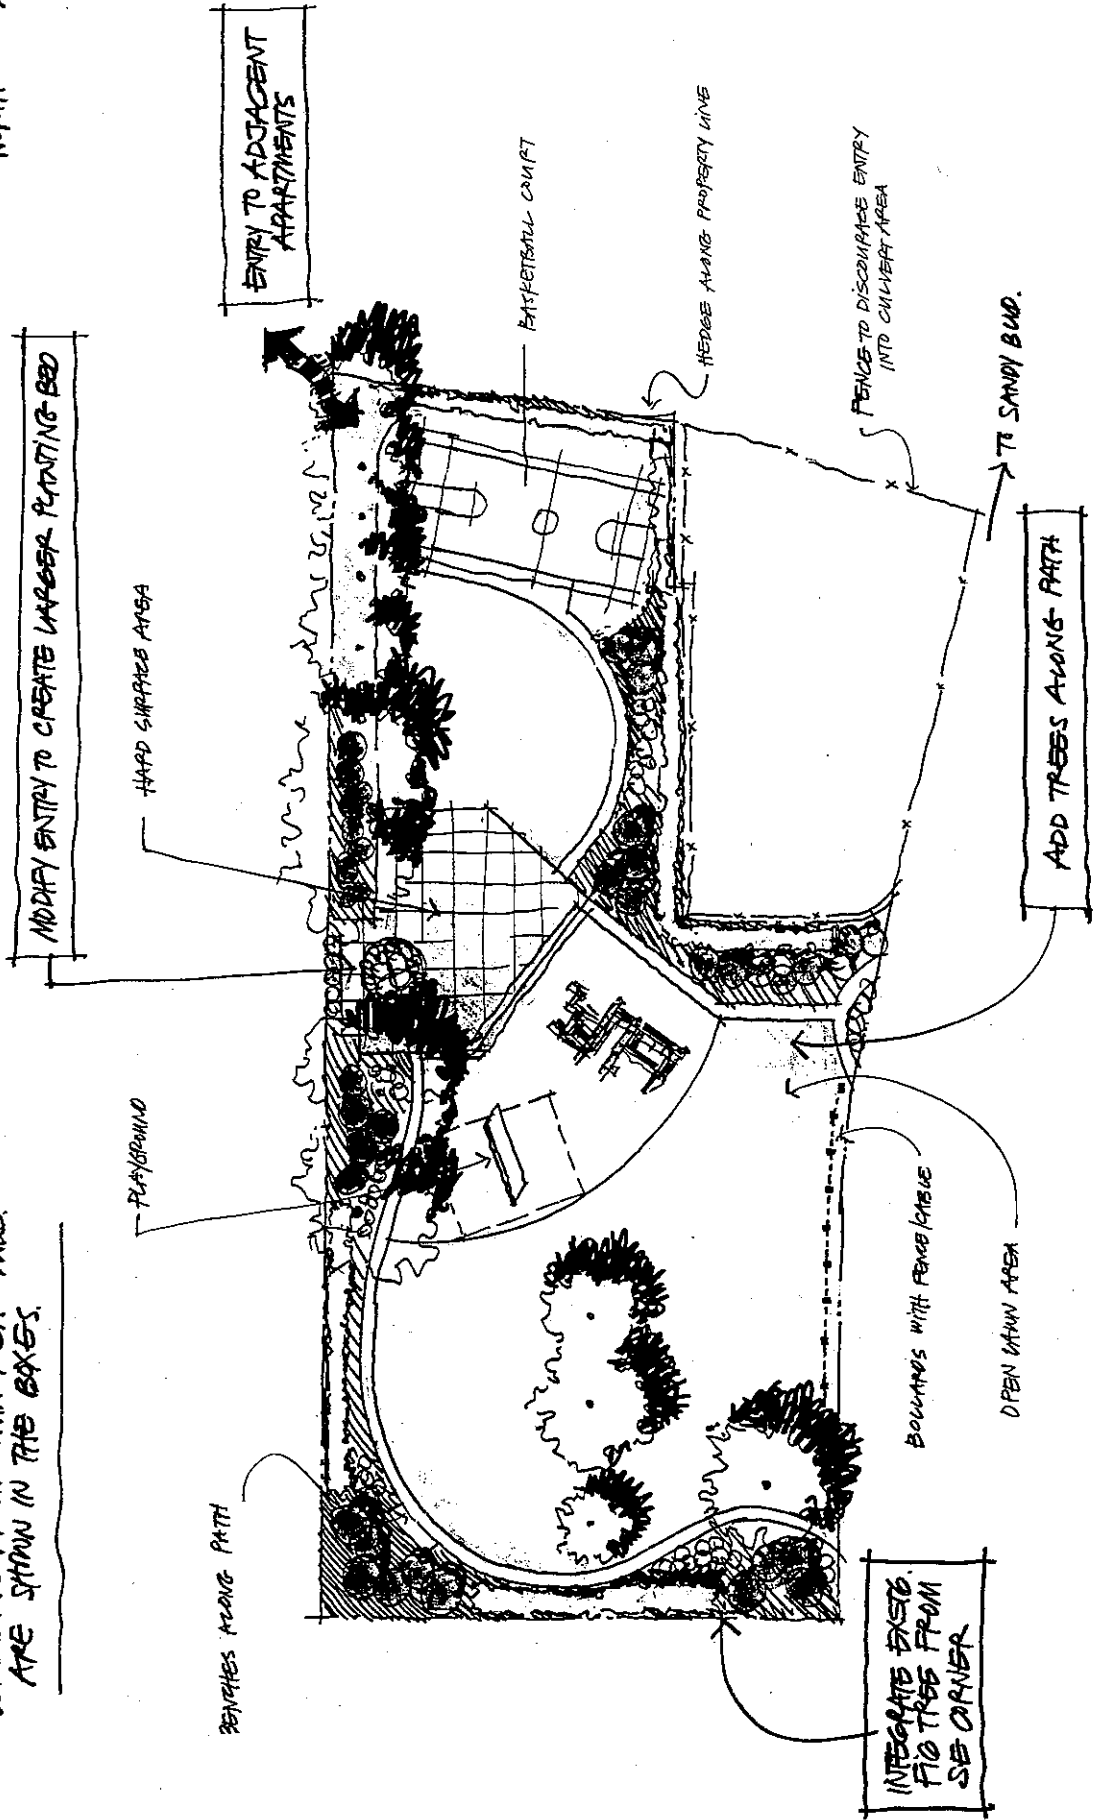 ARE SHOWN IN THE BOXES.
MODIFY ENTRY TO CREATE LARGER PLANTING BED
ENTRY TO ADJACENT
APARTMENTS
HARD SURFACE AREA
PLAYGROUND
BENCHES ALONG PATH
BASKETBALL COURT
HEDGE ALONG PROPERTY LINE
FENCE TO DISCOURAGE ENTRY
INTO CULVERT AREA
TO SANDY BLVD.
ADD TREES ALONG PATH
BOLLARDS WITH FENCE/CABLE
OPEN LAWN AREA
INTEGRATE EXSTG.
FIG TREE FROM
SE CORNER